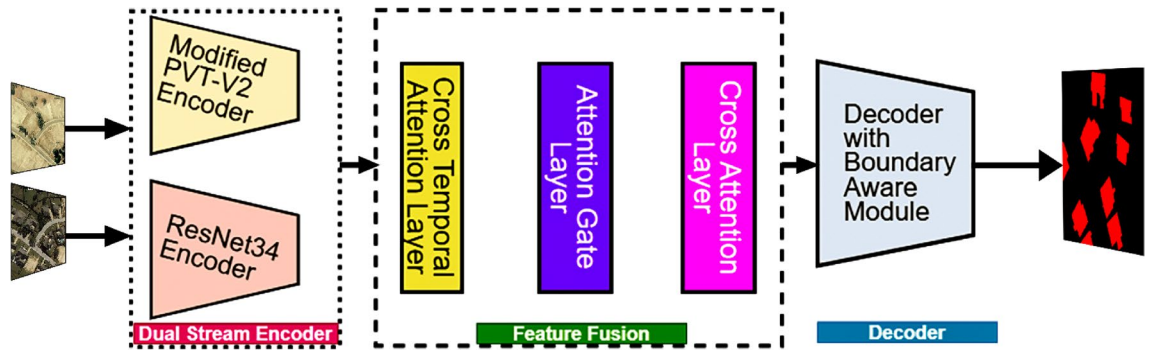 Modified
PVT-V2
Encoder
ResNet34
Encoder
Dual Stream Encoder
Cross Temporal
Attention Layer
Attention Gate
Layer
Cross Attention
Layer
Feature Fusion
Decoder
with
Boundary
Aware
Module
Decoder